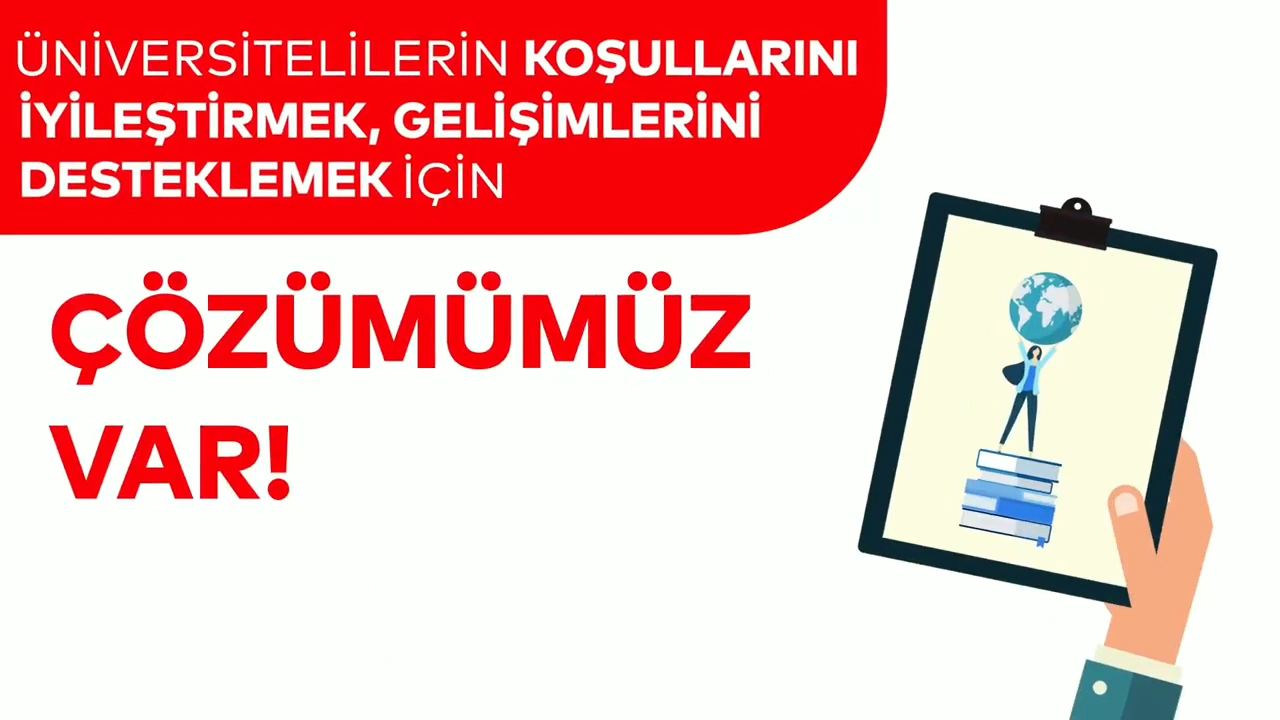 ÜNİVERSİTELİLERİN KOŞULLARINI
İYİLEŞTİRMEK, GELİŞİMLERİNİ
DESTEKLEMEK İÇİN
ÇÖZÜMÜMÜZ
VAR!